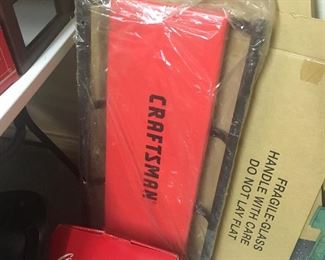 CRAFTSMAN
FRAGILE-GLASS
HANDLE WITH CARE
DO NOT LAY FLAT